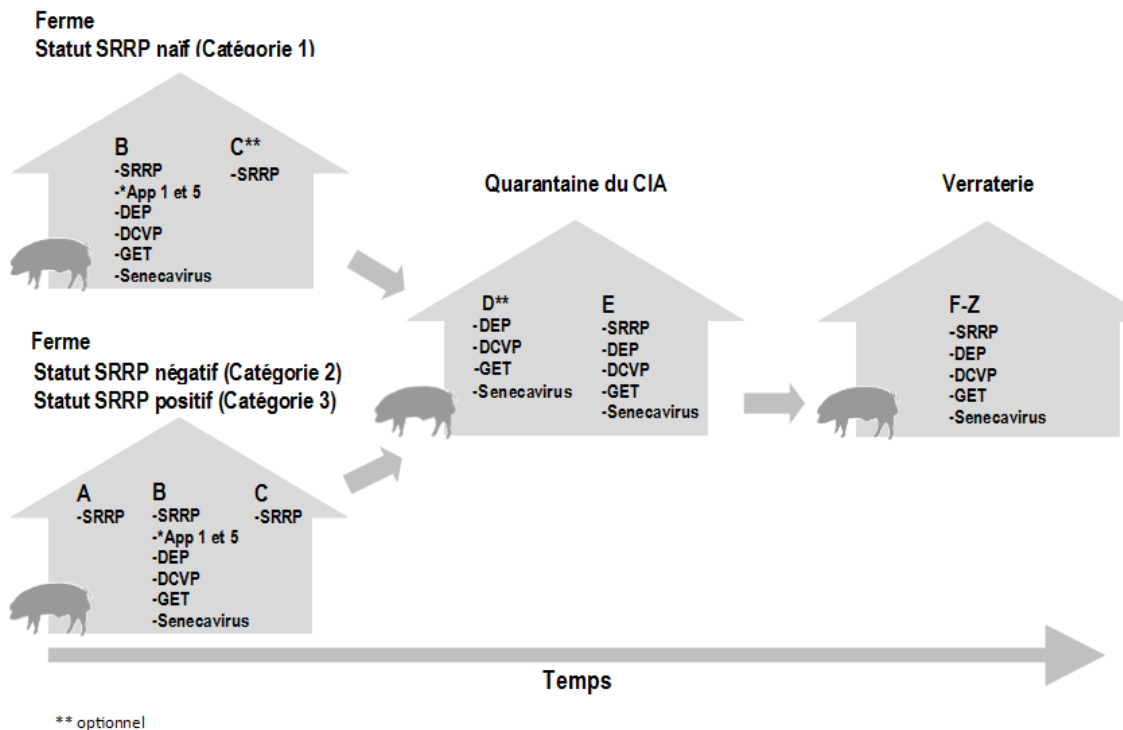 Ferme
Statut SRRP naïf (Catégorie 1)
B
-SRRP
-*App 1 et 5
-DEP
-DCVP
-GET
-Senecavirus
C**
-SRRP
Quarantaine du CIA
D**
-DEP
-DCVP
-GET
-Senecavirus
E
-SRRP
-DEP
-DCVP
-GET
-Senecavirus
Verraterie
F-Z
-SRRP
-DEP
-DCVP
-GET
-Senecavirus
Ferme
Statut SRRP négatif (Catégorie 2)
Statut SRRP positif (Catégorie 3)
A
-SRRP
B
-SRRP
-*App 1 et 5
-DEP
-DCVP
-GET
-Senecavirus
C
-SRRP
Temps
** optionnel